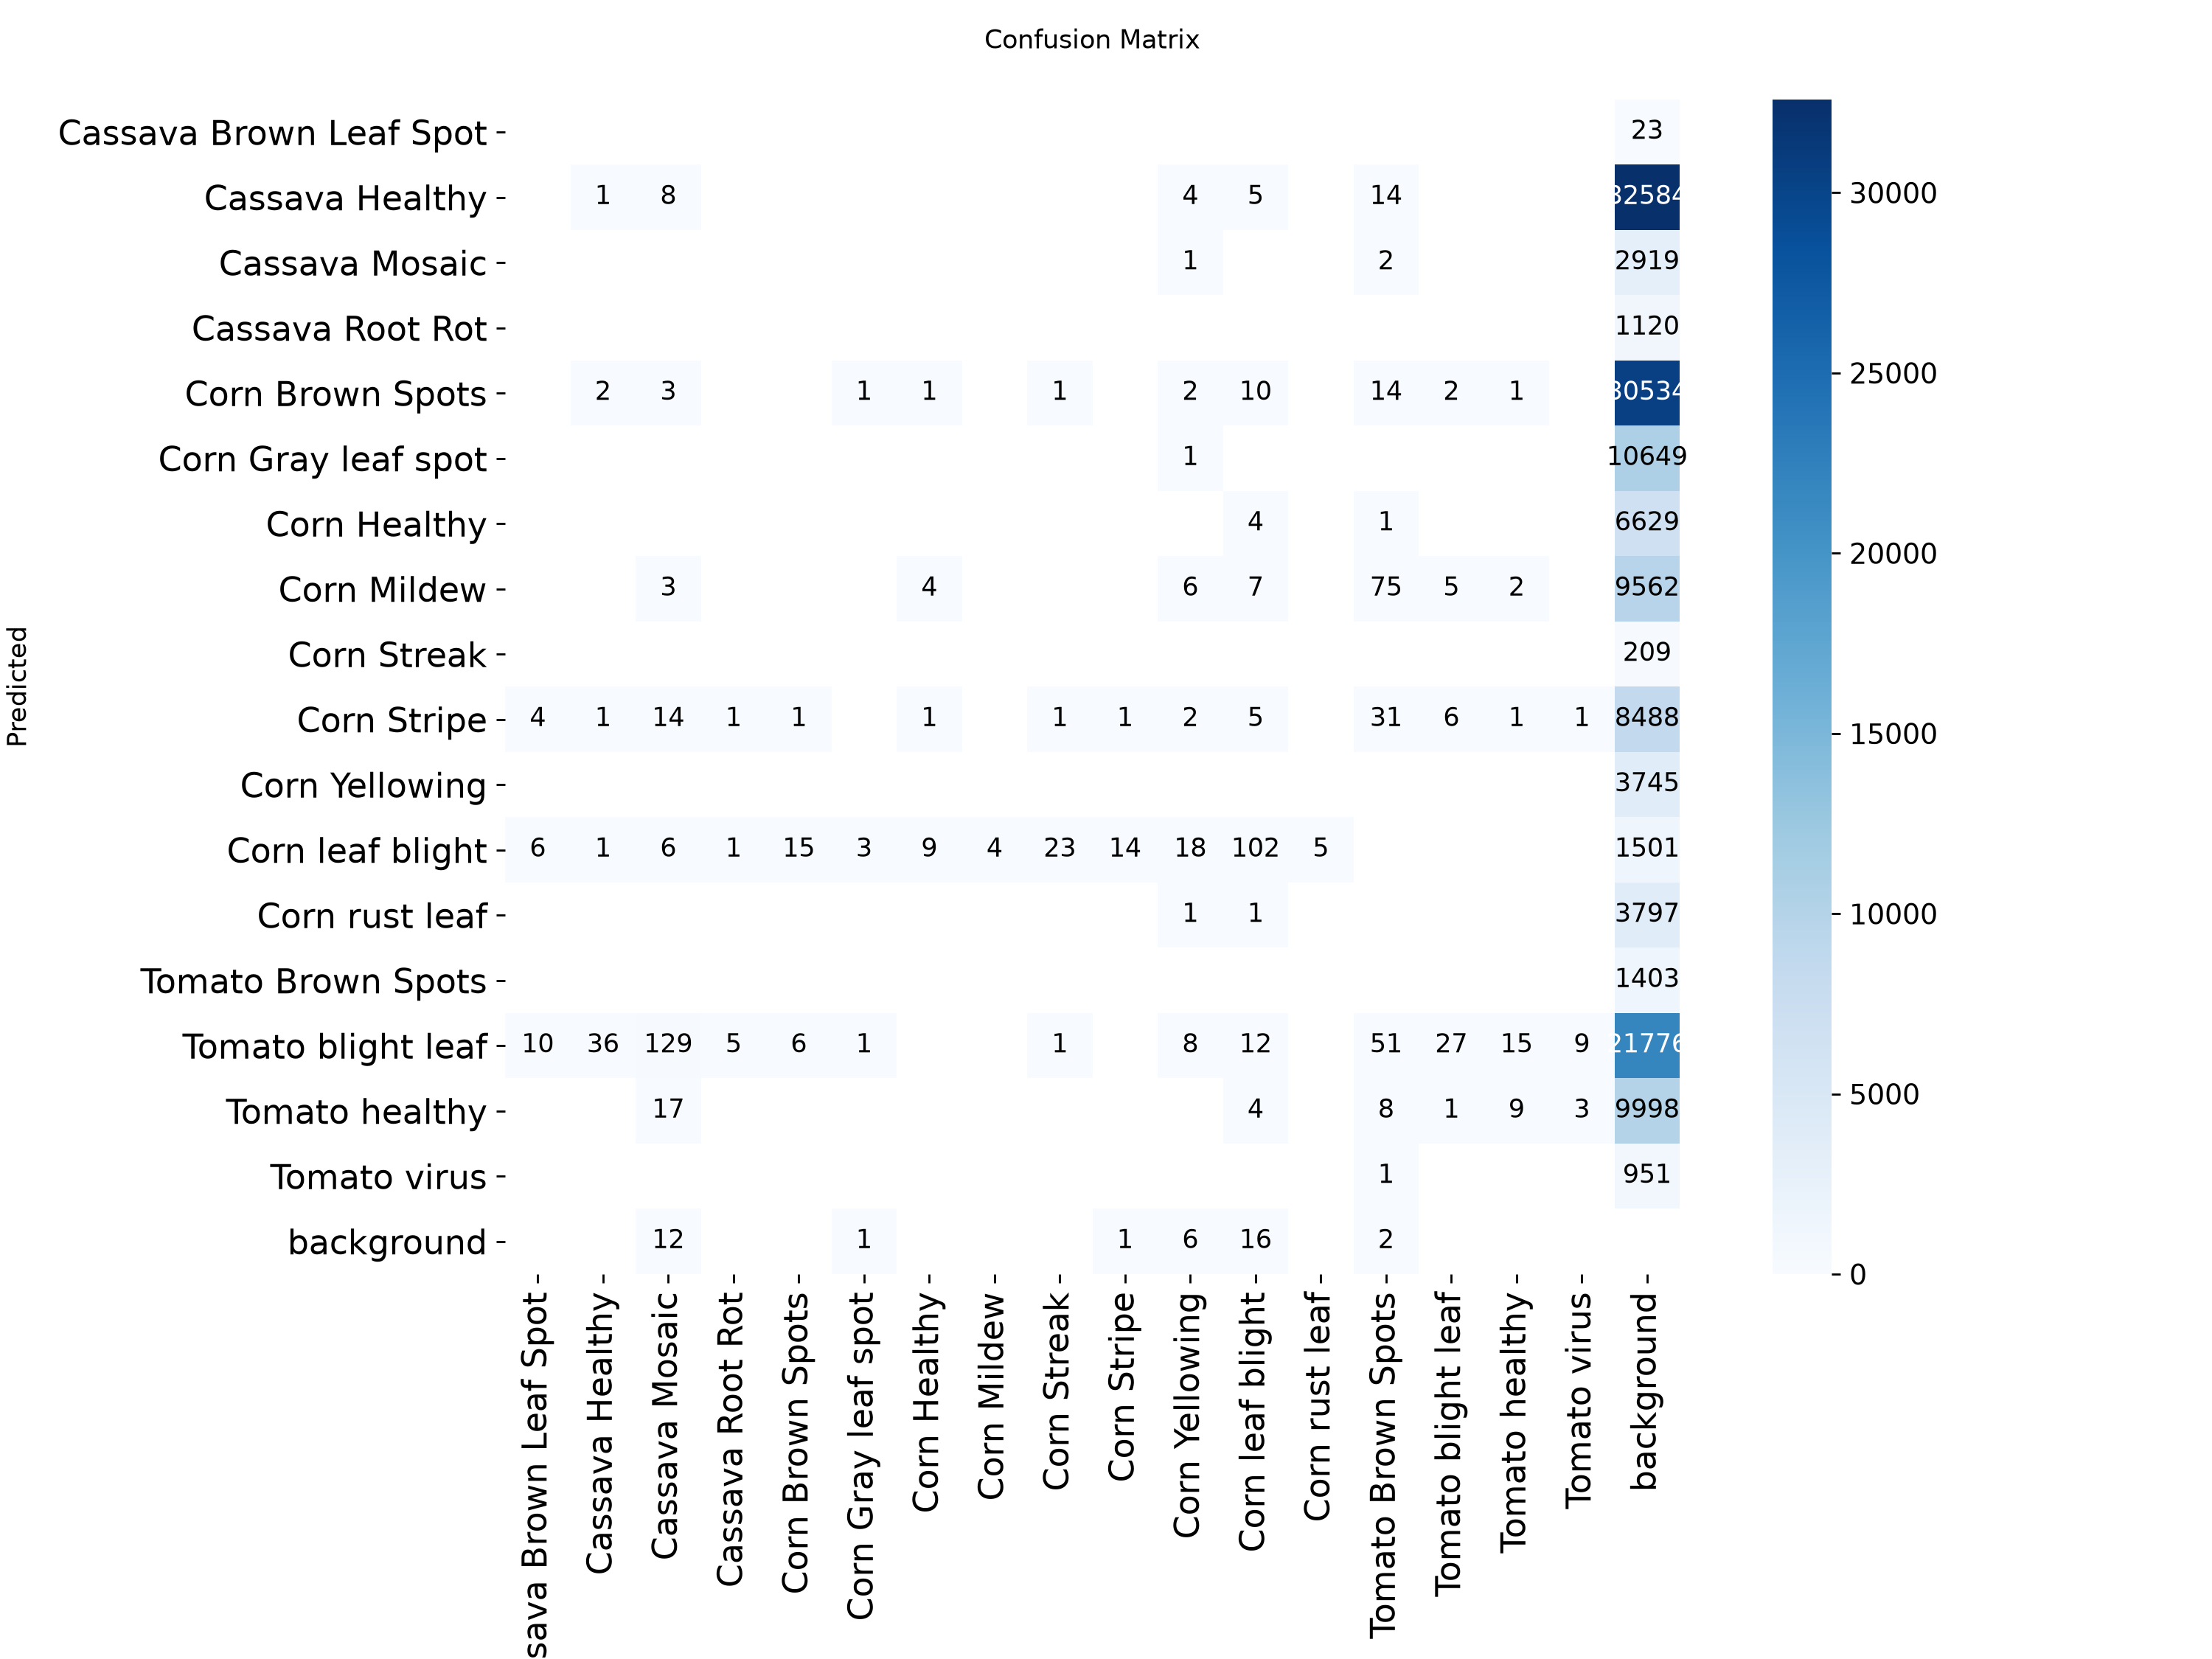 Confusion Matrix
Cassava Brown Leaf Spot 23
Cassava Healthy 1 8 4 5 14 32584
Cassava Mosaic 1 2 2919
Cassava Root Rot 1120
Corn Brown Spots 2 3 1 1 1 2 10 14 2 1 30534
Corn Gray leaf spot 1 10649
Corn Healthy 4 1 6629
Corn Mildew 3 4 6 7 75 5 2 9562
Corn Streak 209
Corn Stripe 4 1 14 1 1 1 1 1 2 5 31 6 1 1 8488
Corn Yellowing 3745
Corn leaf blight 6 1 6 1 15 3 9 4 23 14 18 102 5 1501
Corn rust leaf 1 1 3797
Tomato Brown Spots 1403
Tomato blight leaf 10 36 129 5 6 1 1 8 12 51 27 15 9 21776
Tomato healthy 17 4 8 1 9 3 9998
Tomato virus 1 951
background 12 1 1 6 16 2
Predicted
sava Brown Leaf Spot
Cassava Healthy
Cassava Mosaic
Cassava Root Rot
Corn Brown Spots
Corn Gray leaf spot
Corn Healthy
Corn Mildew
Corn Streak
Corn Stripe
Corn Yellowing
Corn leaf blight
Corn rust leaf
Tomato Brown Spots
Tomato blight leaf
Tomato healthy
Tomato virus
background
30000
25000
20000
15000
10000
5000
0